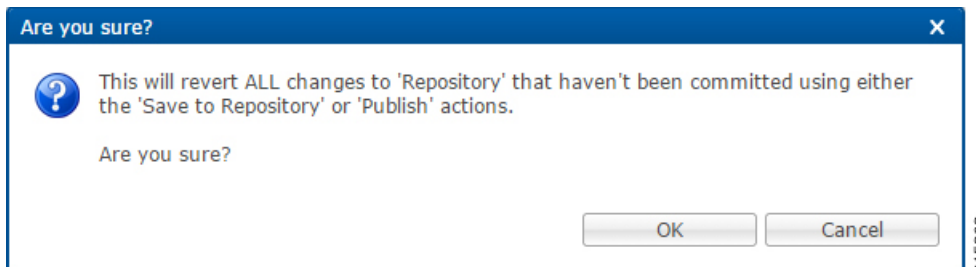 Are you sure?
This will revert ALL changes to 'Repository' that haven't been committed using either
the 'Save to Repository' or 'Publish' actions.
Are you sure?
OK Cancel